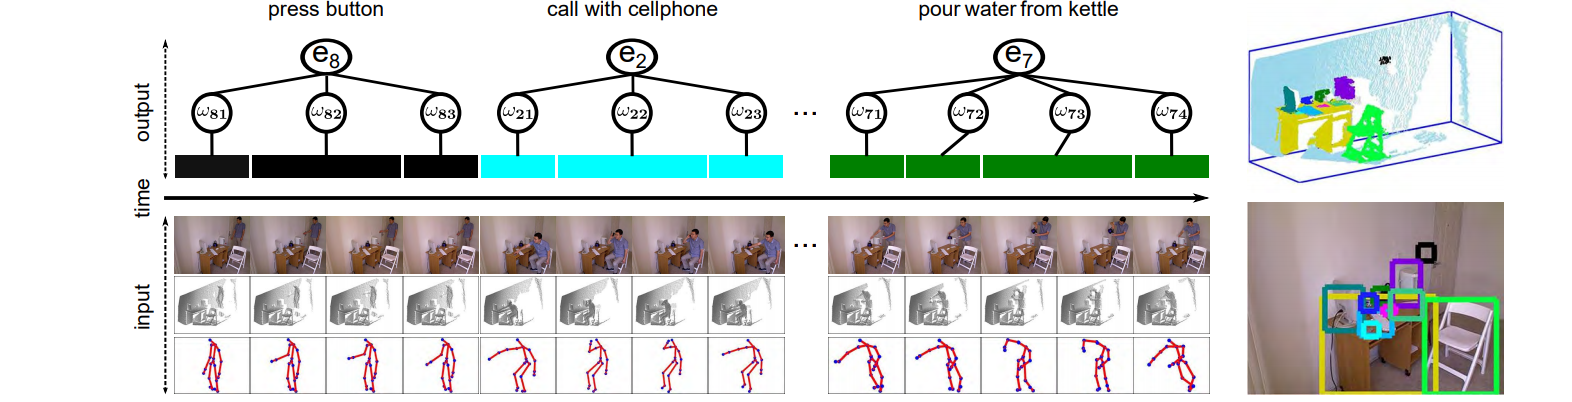 press button call with cellphone pour water from kettle
e8 e2 e7
output
ω81 ω82 ω83 ω21 ω22 ω23 ... ω71 ω72 ω73 ω74
time
...
input